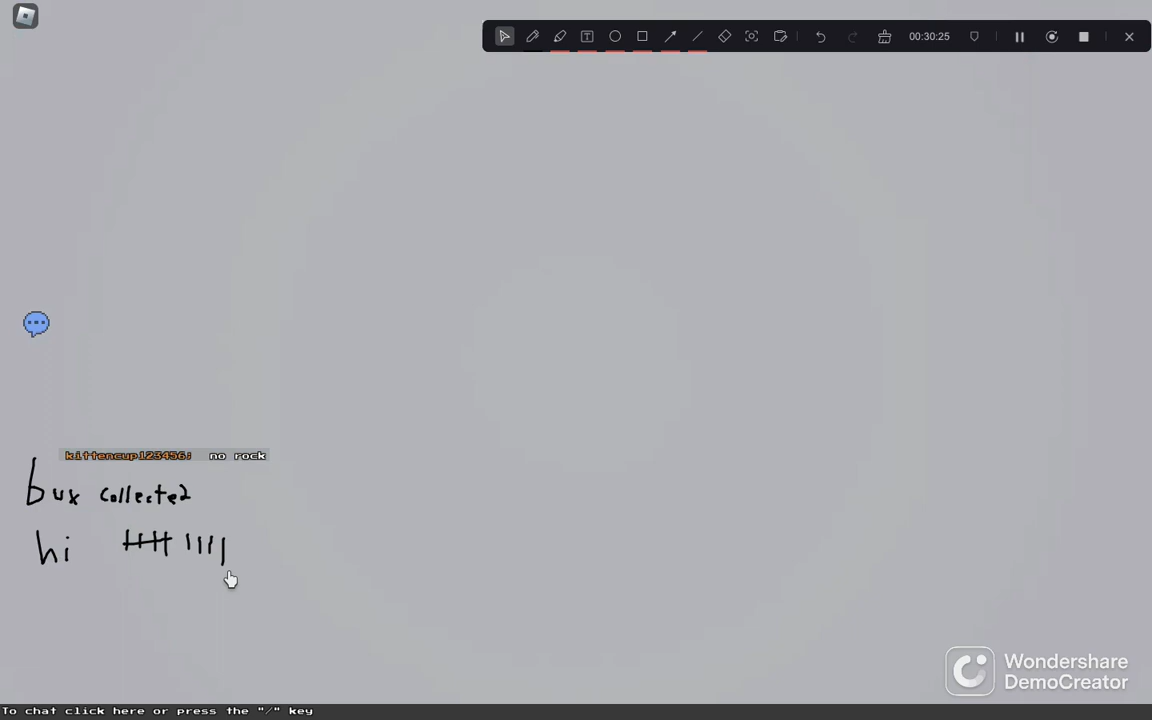 00:30:25
kittencup123456: no rock
bux collected
hi
Wondershare
DemoCreator
To chat click here or press the "/" key